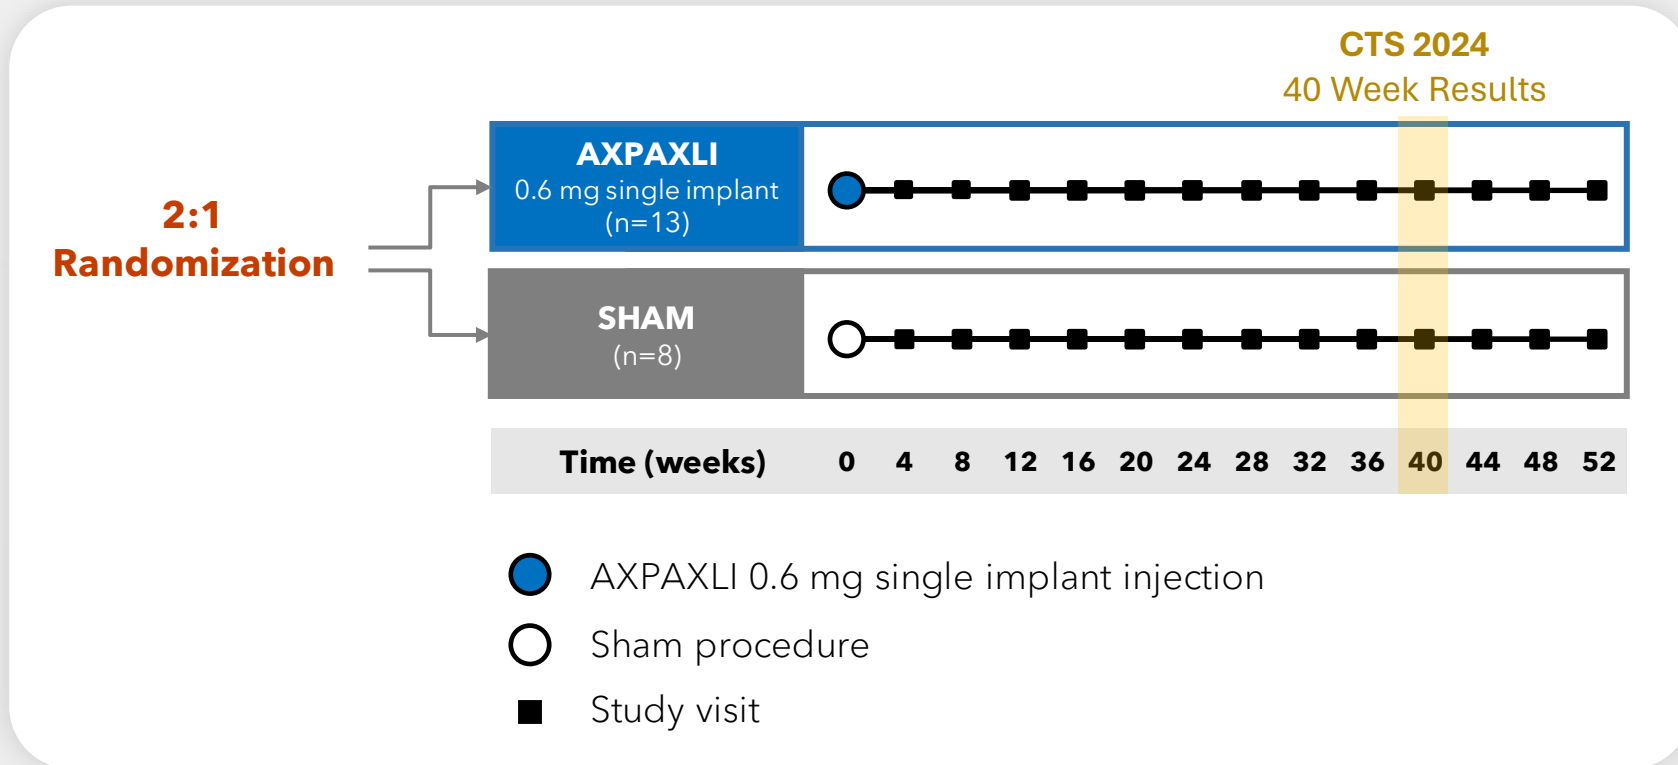 CTS 2024
40 Week Results
2:1
Randomization
AXPAXLI
0.6 mg single implant
(n=13)
SHAM
(n=8)
Time (weeks) 0 4 8 12 16 20 24 28 32 36 40 44 48 52
AXPAXLI 0.6 mg single implant injection
Sham procedure
Study visit